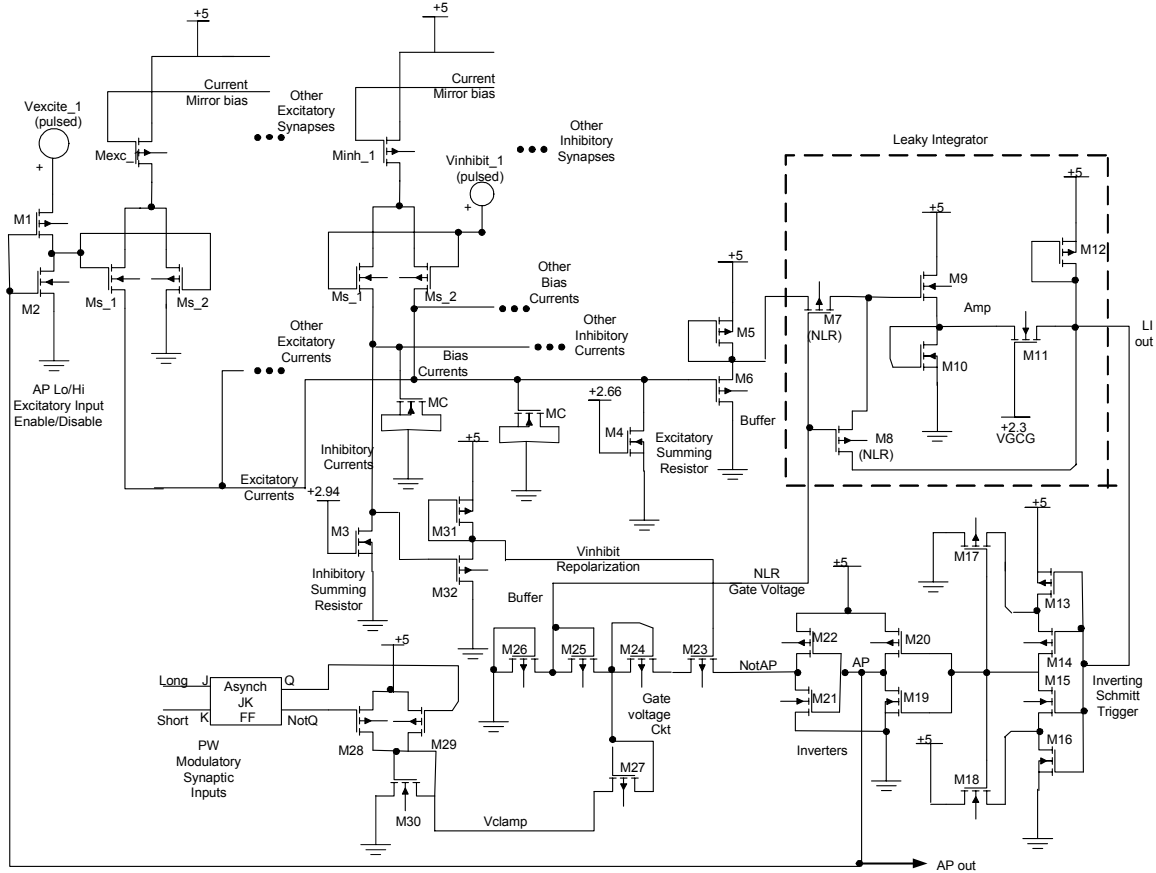 +5
+5
Current
Mirror bias
Current
Mirror bias
Vexcite_1
(pulsed)
+
Other
Excitatory
Synapses
Other
Inhibitory
Synapses
Mexc_
Minh_1
Vinhibit_1
(pulsed)
+
Leaky Integrator
+5
+5
M1
M2
Ms_1
Ms_2
Ms_1
Ms_2
M12
M9
Amp
M7
(NLR)
M10
M11
LI
out
+5
M5
M6
Buffer
Other
Bias
Currents
Other
Inhibitory
Currents
Other
Excitatory
Currents
Bias
Currents
AP Lo/Hi
Excitatory Input
Enable/Disable
MC
MC
+2.66
M4
Excitatory
Summing
Resistor
M8
(NLR)
+2.3
VGCG
Inhibitory
Currents
+5
Excitatory
Currents
+2.94
M3
M31
M32
Inhibitory
Summing
Resistor
Vinhibit
Repolarization
NLR
Gate Voltage
Buffer
+5
M17
M13
+5
M26
M25
M24
M23
NotAP
M22
AP
M20
M14
M15
M21
M19
Inverting
Schmitt
Trigger
Gate
voltage
Ckt
Inverters
+5
M16
M18
+5
Long
J
Q
Asynch
JK
FF
Short
K
NotQ
M28
M29
PW
Modulatory
Synaptic
Inputs
M27
M30
Vclamp
AP out